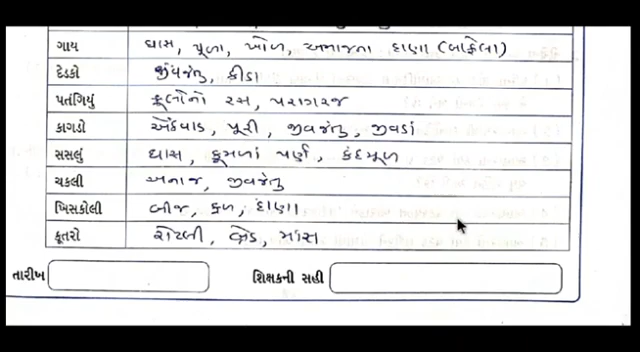 ગાય ઘાસ, પૂળા, ખોળ, અનાજના દાણા (બાફેલા)
દેડકો જીવજંતુ, કીડા
પતંગિયું ફૂલોનો રસ, પરાગરજ
કાગડો એંઠવાડ, પૂરી, જીવજંતુ, જીવડાં
સસલું ઘાસ, કૂમળાં પર્ણ, કંદમૂળ
ચકલી અનાજ, જીવજંતુ
ખિસકોલી બીજ, ફળ, દાણા
કૂતરો રોટલી, બ્રેડ, માંસ
તારીખ શિક્ષકની સહી